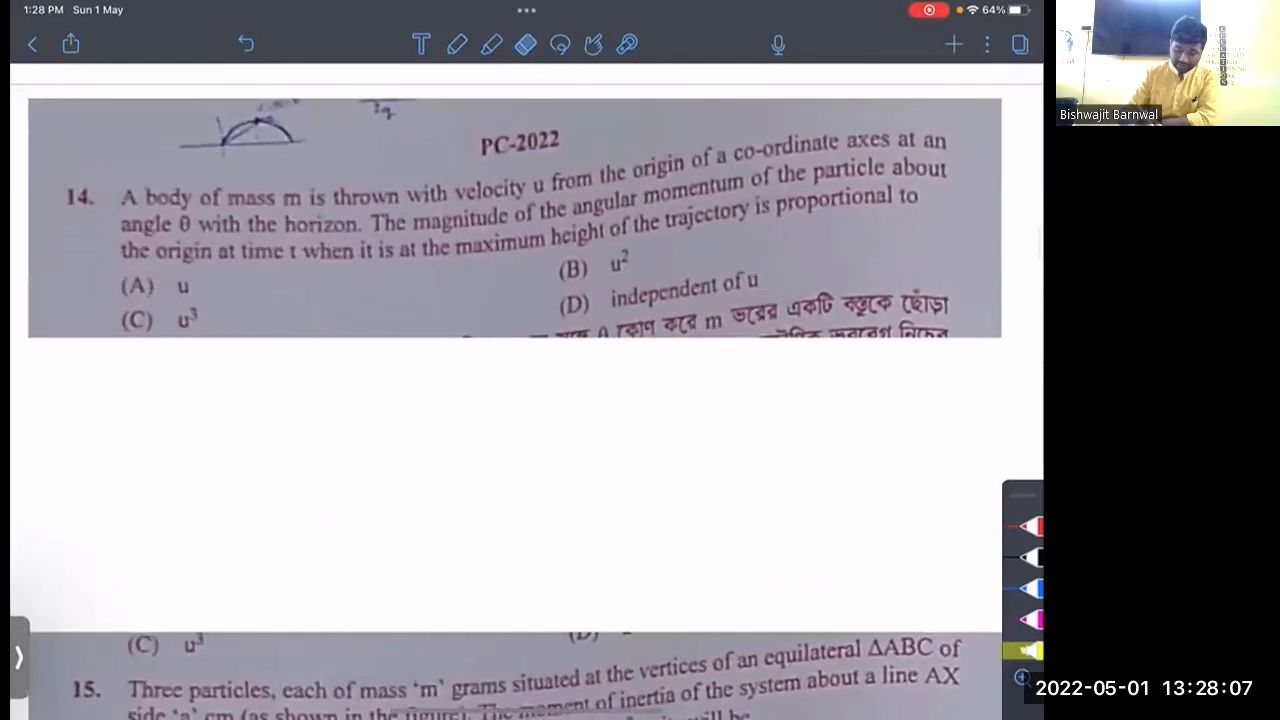 1:28 PM Sun 1 May
64%
Bishwajit Barnwal
PC-2022
14. A body of mass m is thrown with velocity u from the origin of a co-ordinate axes at an
angle θ with the horizon. The magnitude of the angular momentum of the particle about
the origin at time t when it is at the maximum height of the trajectory is proportional to
(A) u
(B) u²
(C) u³
(D) independent of u
কোণ করে m ভরের একটি বস্তুকে ছোঁড়া
(C) u³
15. Three particles, each of mass 'm' grams situated at the vertices of an equilateral ΔABC of
side 'a' cm (as shown in the figure). The moment of inertia of the system about a line AX
will be
2022-05-01 13:28:07